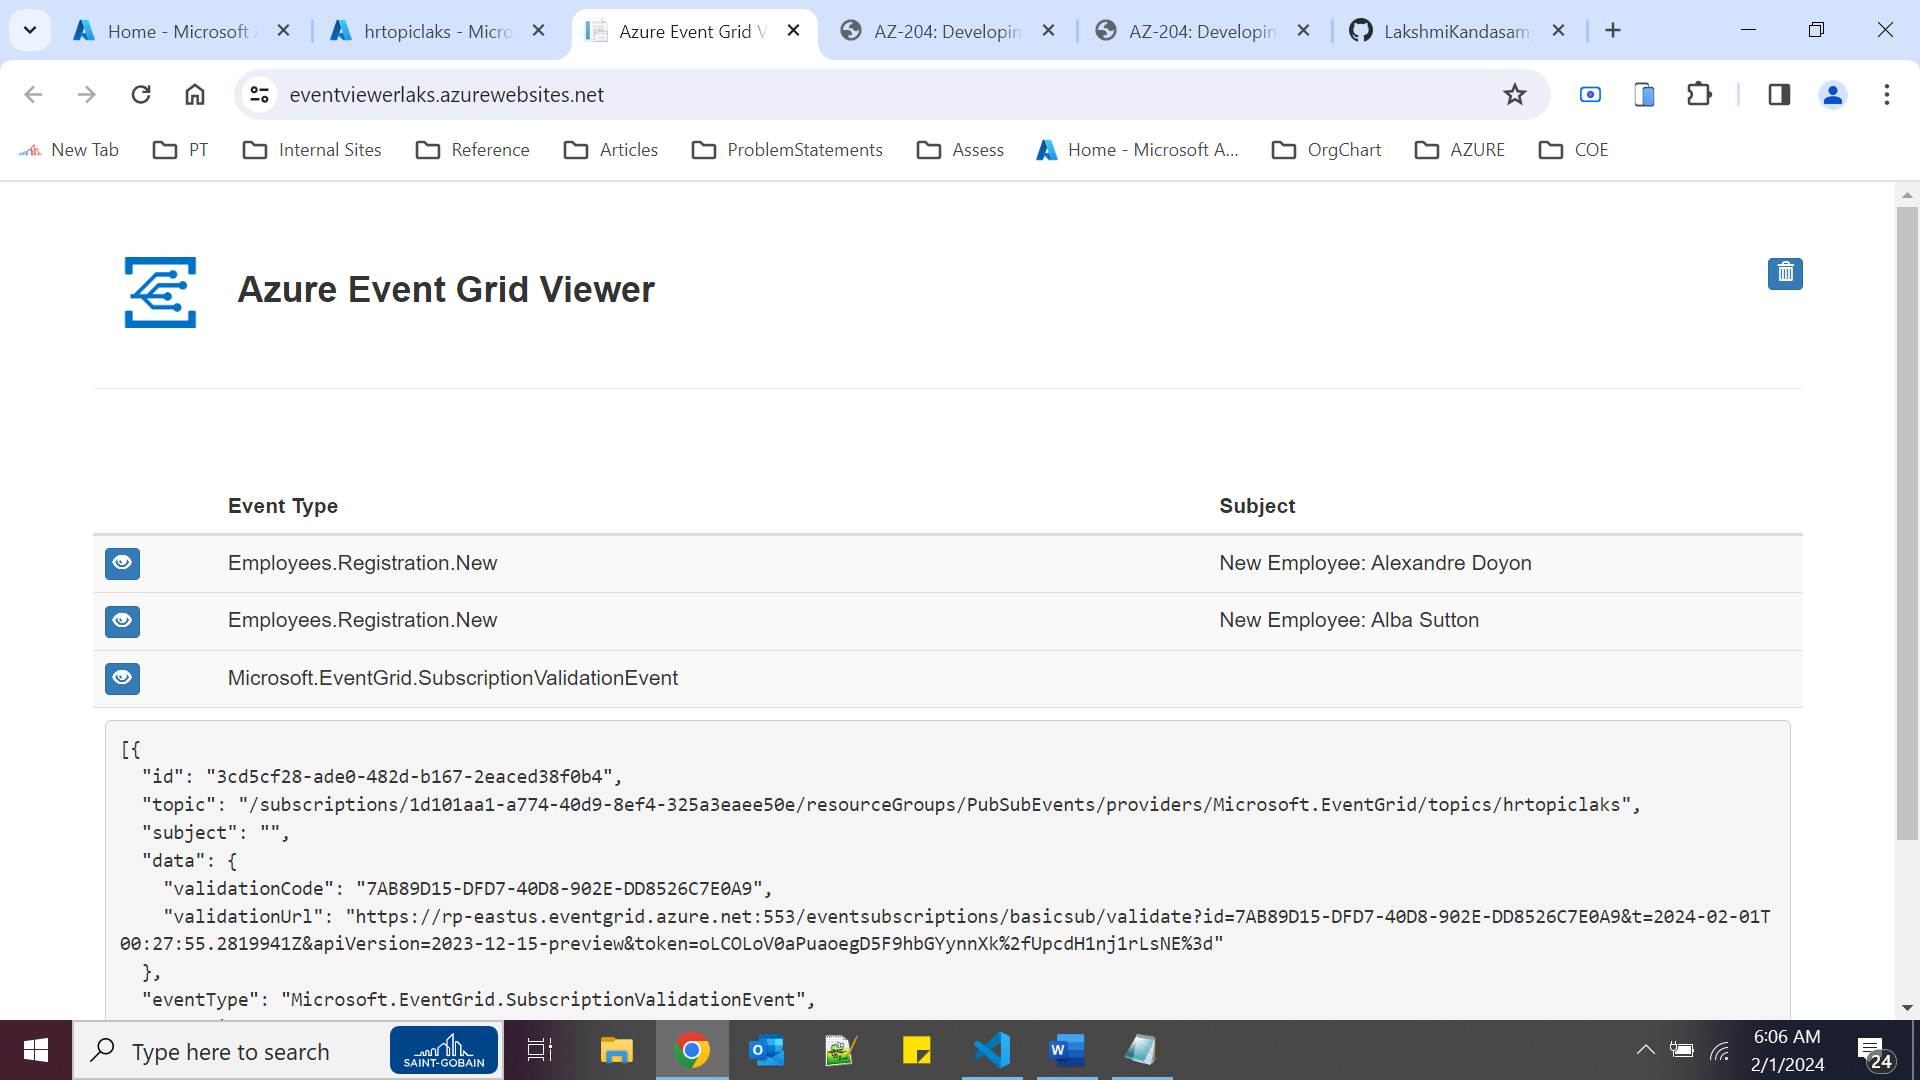 Home - Microsoft
hrtopiclaks - Micro
Azure Event Grid V
AZ-204: Developin
AZ-204: Developin
LakshmiKandasam
eventviewerlaks.azurewebsites.net
New Tab
PT
Internal Sites
Reference
Articles
ProblemStatements
Assess
Home - Microsoft A...
OrgChart
AZURE
COE
Azure Event Grid Viewer
Event Type Subject
Employees.Registration.New New Employee: Alexandre Doyon
Employees.Registration.New New Employee: Alba Sutton
Microsoft.EventGrid.SubscriptionValidationEvent
[{
"id": "3cd5cf28-ade0-482d-b167-2eaced38f0b4",
"topic": "/subscriptions/1d101aa1-a774-40d9-8ef4-325a3eaee50e/resourceGroups/PubSubEvents/providers/Microsoft.EventGrid/topics/hrtopiclaks",
"subject": "",
"data": {
"validationCode": "7AB89D15-DFD7-40D8-902E-DD8526C7E0A9",
"validationUrl": "https://rp-eastus.eventgrid.azure.net:553/eventsubscriptions/basicsub/validate?id=7AB89D15-DFD7-40D8-902E-DD8526C7E0A9&t=2024-02-01T
00:27:55.2819941Z&apiVersion=2023-12-15-preview&token=oLCOLoV0aPuaoegD5F9hbGYynnXk%2fUpcdH1nj1rLsNE%3d"
},
"eventType": "Microsoft.EventGrid.SubscriptionValidationEvent",
Type here to search
SAINT-GOBAIN
6:06 AM
2/1/2024
24